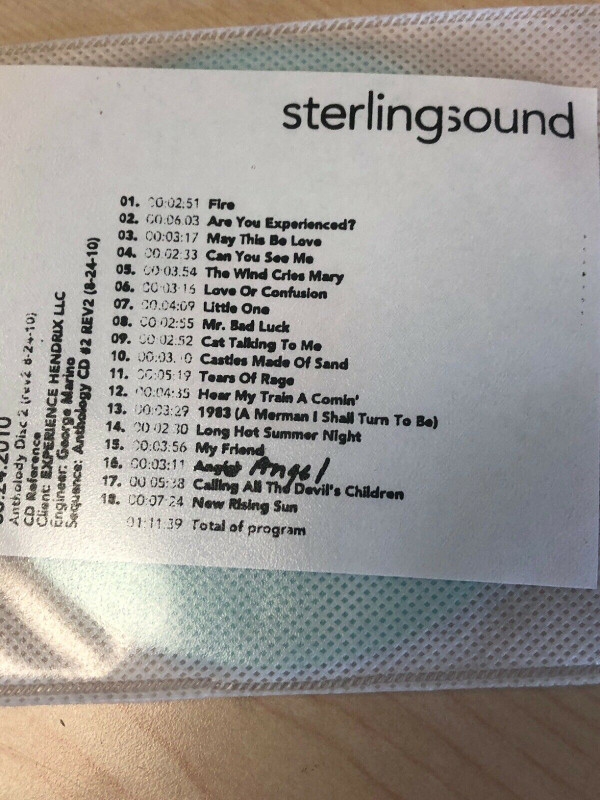 sterlingsound
01. 00:02:51 Fire
02. 00:06:03 Are You Experienced?
03. 00:03:17 May This Be Love
04. 00:02:33 Can You See Me
05. 00:03:54 The Wind Cries Mary
06. 00:03:16 Love Or Confusion
07. 00:04:09 Little One
08. 00:02:55 Mr. Bad Luck
09. 00:02:52 Cat Talking To Me
10. Castles Made Of Sand
11. 00:05:19 Tears Of Rage
12. 00:04:35 Hear My Train A Comin'
13. 00:03:29 1983 (A Merman I Shall Turn To Be)
14. 00:02:30 Long Hot Summer Night
15. 00:03:56 My Friend
16. 00:03:11 Angel
17. 00:05:38 Calling All The Devil's Children
18. 00:07:24 New Rising Sun
01:11:39 Total of program
Antholody Disc 2 (rev2 8-24-10)
CD Reference
Client: EXPERIENCE HENDRIX LLC
Engineer: George Marino
Sequence: Anthology CD #2 REV2 (8-24-10)